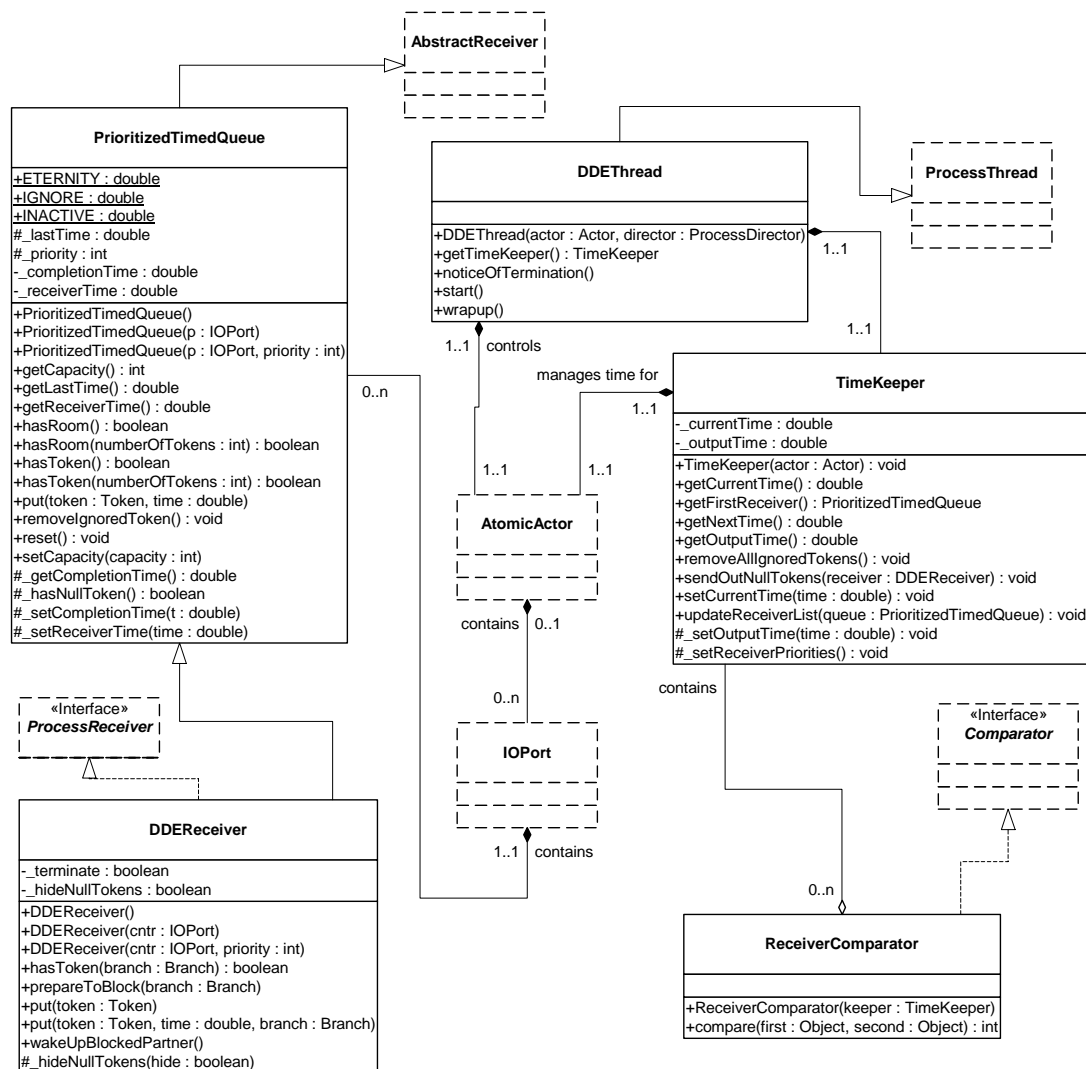 AbstractReceiver
PrioritizedTimedQueue
+ETERNITY : double
+IGNORE : double
+INACTIVE : double
#_lastTime : double
#_priority : int
-_completionTime : double
-_receiverTime : double
+PrioritizedTimedQueue()
+PrioritizedTimedQueue(p : IOPort)
+PrioritizedTimedQueue(p : IOPort, priority : int)
+getCapacity() : int
+getLastTime() : double
+getReceiverTime() : double
+hasRoom() : boolean
+hasRoom(numberOfTokens : int) : boolean
+hasToken() : boolean
+hasToken(numberOfTokens : int) : boolean
+put(token : Token, time : double)
+removeIgnoredToken() : void
+reset() : void
+setCapacity(capacity : int)
#_getCompletionTime() : double
#_hasNullToken() : boolean
#_setCompletionTime(t : double)
#_setReceiverTime(time : double)
DDEThread
+DDEThread(actor : Actor, director : ProcessDirector)
+getTimeKeeper() : TimeKeeper
+noticeOfTermination()
+start()
+wrapup()
ProcessThread
1..1
1..1
1..1
controls
1..1
0..n
manages time for
1..1
1..1
TimeKeeper
-_currentTime : double
-_outputTime : double
+TimeKeeper(actor : Actor) : void
+getCurrentTime() : double
+getFirstReceiver() : PrioritizedTimedQueue
+getNextTime() : double
+getOutputTime() : double
+removeAllIgnoredTokens() : void
+sendOutNullTokens(receiver : DDEReceiver) : void
+setCurrentTime(time : double) : void
+updateReceiverList(queue : PrioritizedTimedQueue) : void
#_setOutputTime(time : double) : void
#_setReceiverPriorities() : void
AtomicActor
contains
0..1
0..n
IOPort
1..1
contains
contains
0..n
«Interface»
ProcessReceiver
«Interface»
Comparator
DDEReceiver
-_terminate : boolean
-_hideNullTokens : boolean
+DDEReceiver()
+DDEReceiver(cntr : IOPort)
+DDEReceiver(cntr : IOPort, priority : int)
+hasToken(branch : Branch) : boolean
+prepareToBlock(branch : Branch)
+put(token : Token)
+put(token : Token, time : double, branch : Branch)
+wakeUpBlockedPartner()
#_hideNullTokens(hide : boolean)
ReceiverComparator
+ReceiverComparator(keeper : TimeKeeper)
+compare(first : Object, second : Object) : int